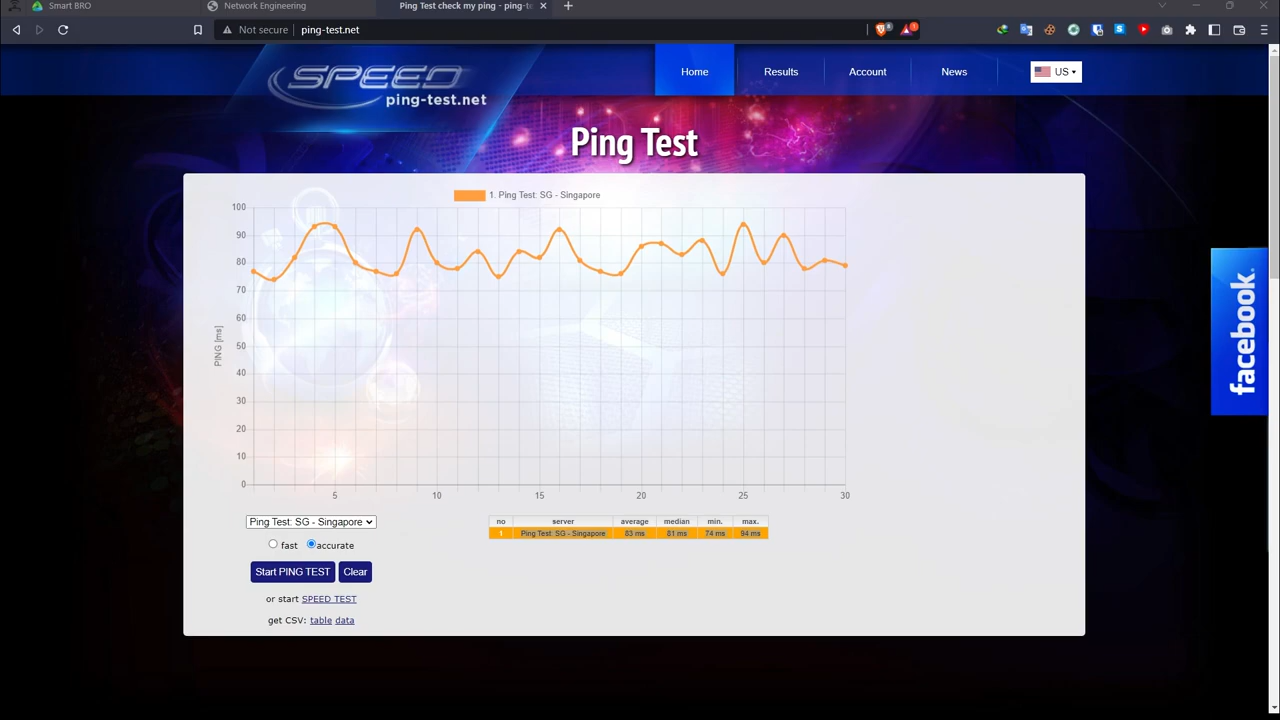 Smart BRO
Network Engineering
Ping Test check my ping - ping-te
Not secure
ping-test.net
SPEED
ping-test.net
Home
Results
Account
News
US
Ping Test
1. Ping Test: SG - Singapore
100
90
80
70
60
50
40
30
20
10
0
PING [ms]
5
10
15
20
25
30
Ping Test: SG - Singapore
fast
accurate
Start PING TEST
Clear
or start SPEED TEST
get CSV: table data
no server average median min. max.
1 Ping Test: SG - Singapore 83 ms 81 ms 74 ms 94 ms
facebook